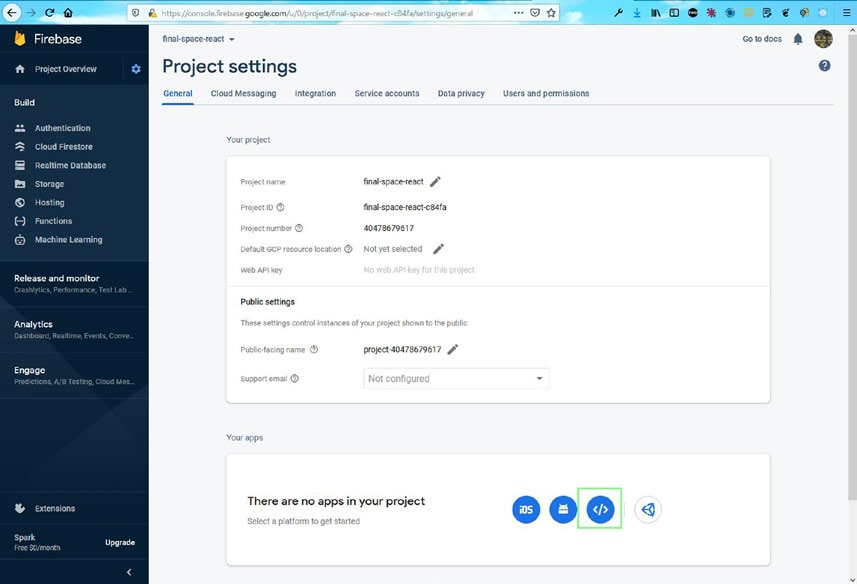 https://console.firebase.google.com/u/0/project/final-space-react-c84fa/settings/general
Firebase
Project Overview
Build
Authentication
Cloud Firestore
Realtime Database
Storage
Hosting
Functions
Machine Learning
Release and monitor
Crashlytics, Performance, Test Lab ...
Analytics
Dashboard, Realtime, Events, Conve...
Engage
Predictions, A/B Testing, Cloud Mes...
Extensions
Spark
Free $0/month
Upgrade
final-space-react
Go to docs
Project settings
General Cloud Messaging Integration Service accounts Data privacy Users and permissions
Your project
Project name final-space-react
Project ID final-space-react-c84fa
Project number 40478679617
Default GCP resource location Not yet selected
Web API key No web API key for this project
Public settings
These settings control instances of your project shown to the public
Public-facing name project-40478679617
Support email Not configured
Your apps
There are no apps in your project
Select a platform to get started
iOS